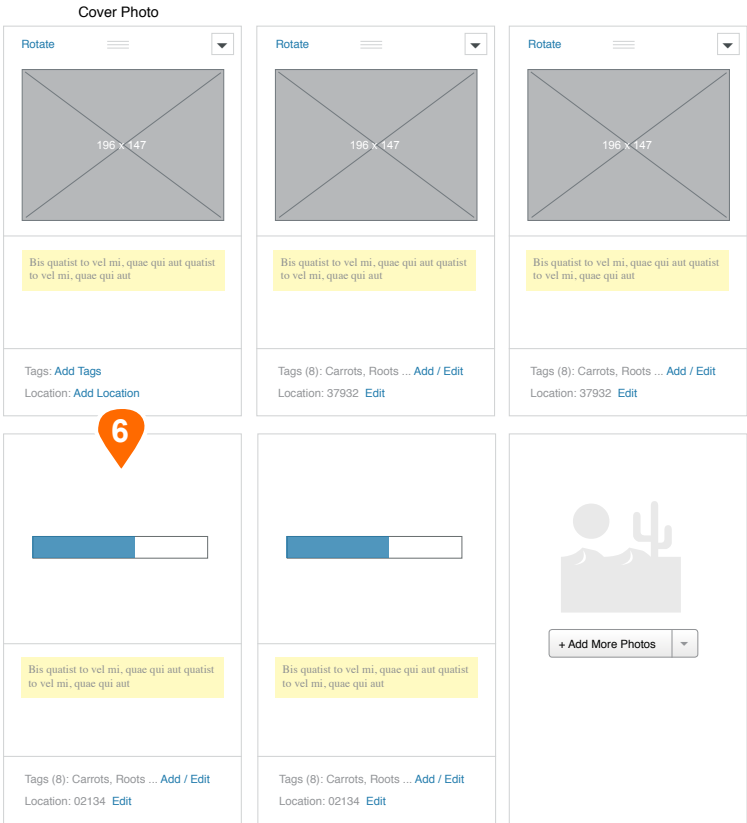 Cover Photo
Rotate
Rotate
Rotate
196 x 147
196 x 147
196 x 147
Bis quatist to vel mi, quae qui aut quatist
to vel mi, quae qui aut
Bis quatist to vel mi, quae qui aut quatist
to vel mi, quae qui aut
Bis quatist to vel mi, quae qui aut quatist
to vel mi, quae qui aut
Tags: Add Tags
Location: Add Location
Tags (8): Carrots, Roots ... Add / Edit
Location: 37932 Edit
Tags (8): Carrots, Roots ... Add / Edit
Location: 37932 Edit
6
+ Add More Photos
Bis quatist to vel mi, quae qui aut quatist
to vel mi, quae qui aut
Bis quatist to vel mi, quae qui aut quatist
to vel mi, quae qui aut
Tags (8): Carrots, Roots ... Add / Edit
Location: 02134 Edit
Tags (8): Carrots, Roots ... Add / Edit
Location: 02134 Edit